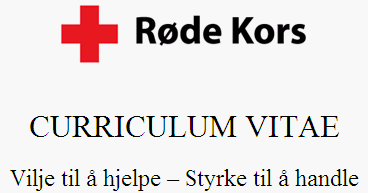 Røde Kors
CURRICULUM VITAE
Vilje til å hjelpe – Styrke til å handle